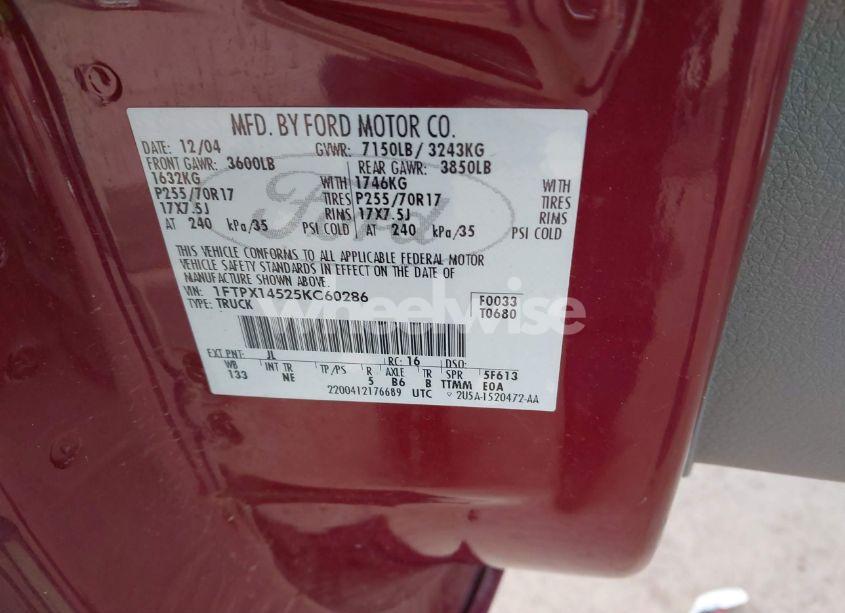 MFD. BY FORD MOTOR CO.
DATE: 12/04 GVWR: 7150LB/ 3243KG
FRONT GAWR: 3600LB REAR GAWR: 3850LB
1632KG WITH 1746KG WITH
P255/70R17 TIRES P255/70R17 TIRES
17X7.5J RIMS 17X7.5J RIMS
AT 240 kPa/35 PSI COLD AT 240 kPa/35 PSI COLD
THIS VEHICLE CONFORMS TO ALL APPLICABLE FEDERAL MOTOR
VEHICLE SAFETY STANDARDS IN EFFECT ON THE DATE OF
MANUFACTURE SHOWN ABOVE.
VIN: 1FTPX14525KC60286 F0033
TYPE: TRUCK T0680
EXT PNT: JL RC: 16 DSO:
WB INT TR TP/PS R AXLE TR SPR 5F613
133 NE 5 B6 B TTMM E0A
2200412176689 UTC 2U5A-1520472-AA
Ford
wheelwise